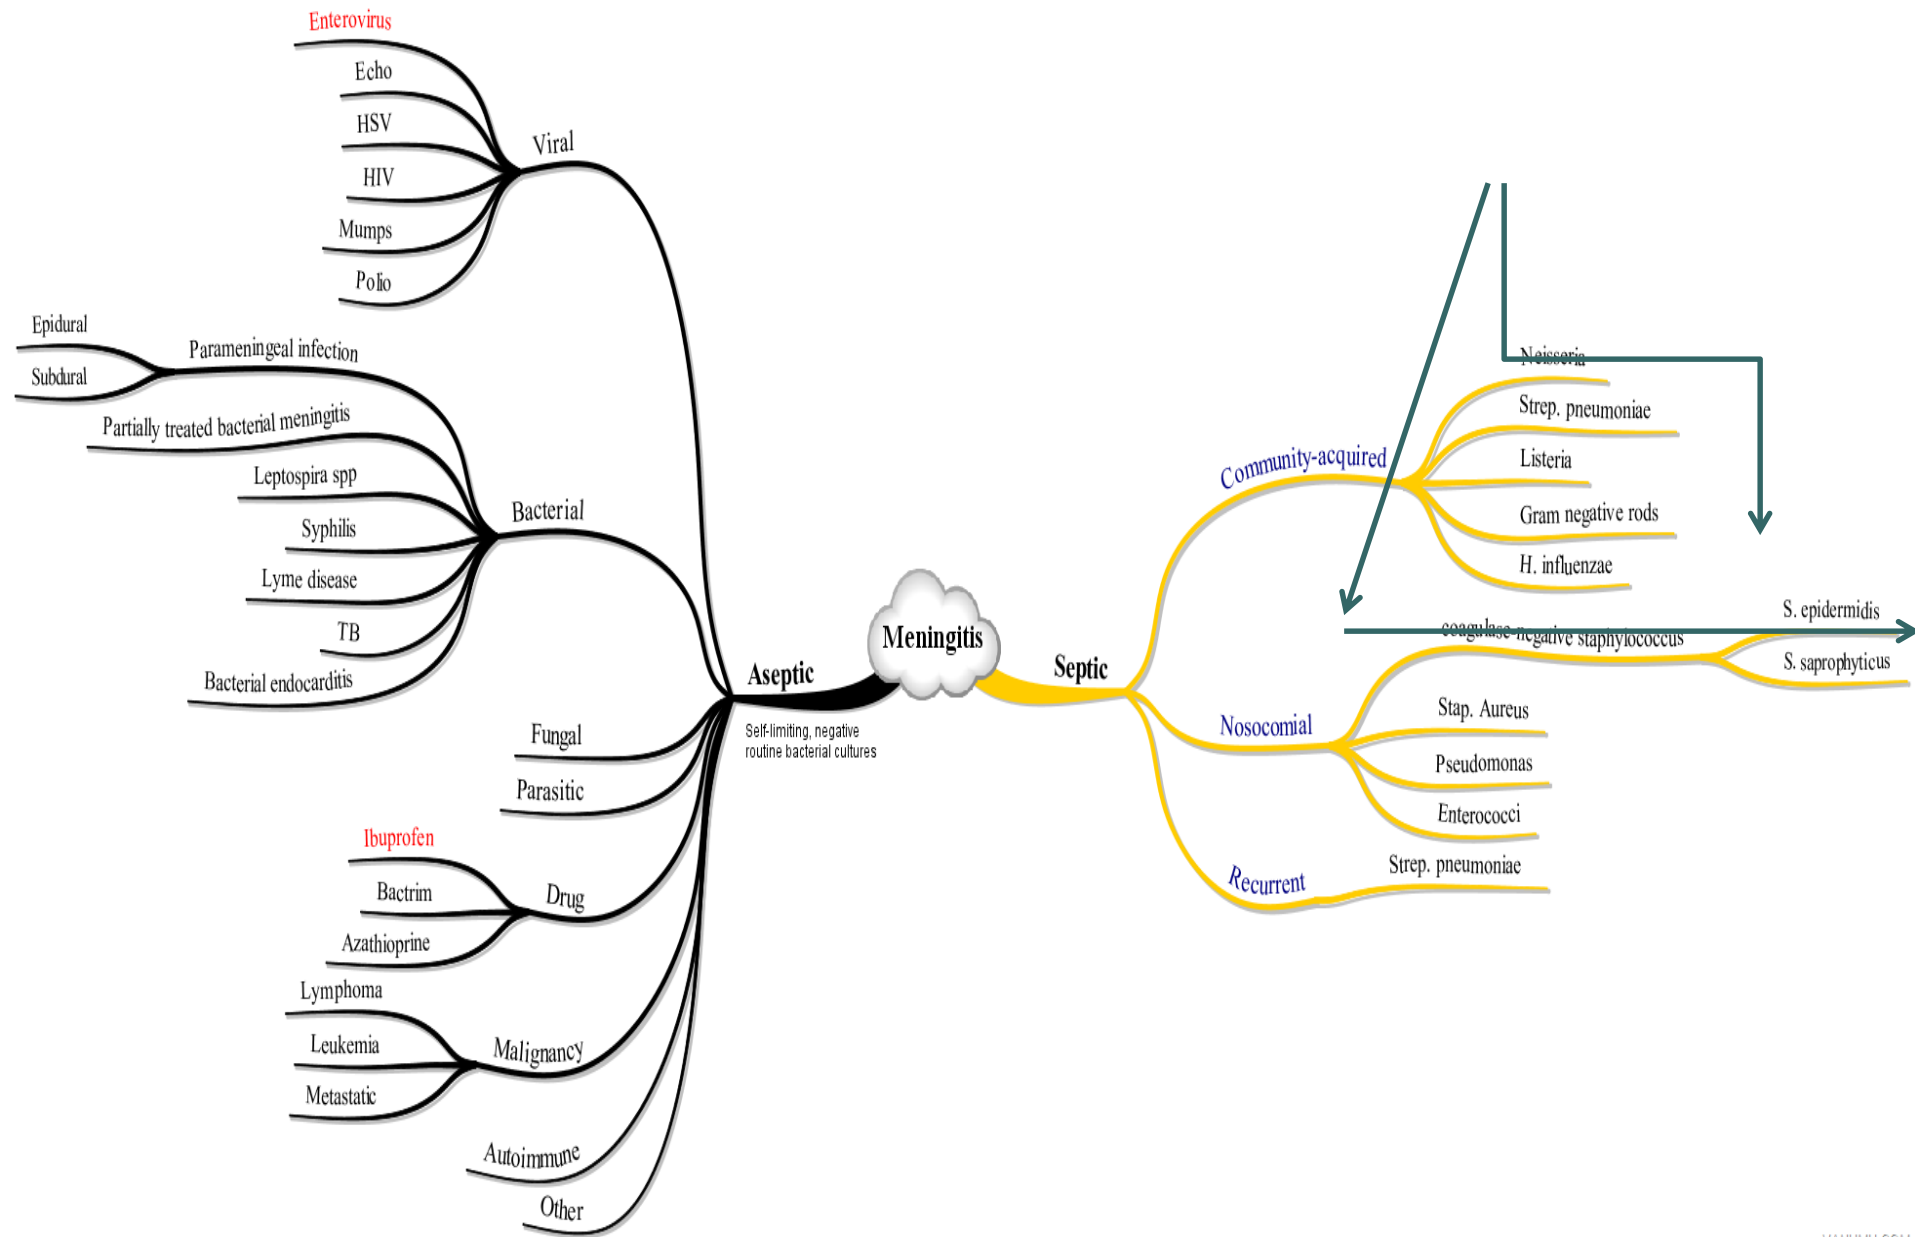 Enterovirus
Echo
HSV
HIV
Mumps
Polio
Viral
Epidural
Subdural
Parameningeal infection
Partially treated bacterial meningitis
Leptospira spp
Syphilis
Lyme disease
TB
Bacterial endocarditis
Bacterial
Aseptic
Self-limiting, negative
routine bacterial cultures
Fungal
Parasitic
Ibuprofen
Bactrim
Azathioprine
Drug
Lymphoma
Leukemia
Metastatic
Malignancy
Autoimmune
Other
Meningitis
Septic
Community-acquired
Neisseria
Strep. pneumoniae
Listeria
Gram negative rods
H. influenzae
Nosocomial
coagulase-negative staphylococcus
S. epidermidis
S. saprophyticus
Stap. Aureus
Pseudomonas
Enterococci
Recurrent
Strep. pneumoniae